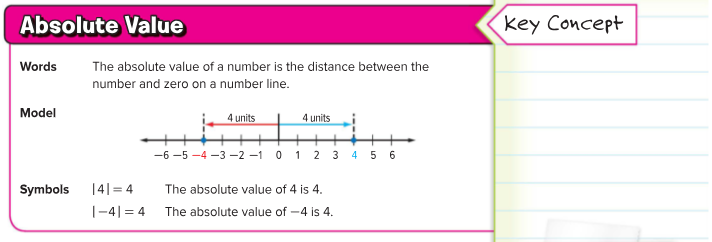 Absolute Value
Key Concept
Words The absolute value of a number is the distance between the
number and zero on a number line.
Model
4 units 4 units
−6 −5 −4 −3 −2 −1 0 1 2 3 4 5 6
Symbols |4| = 4 The absolute value of 4 is 4.
|−4| = 4 The absolute value of −4 is 4.